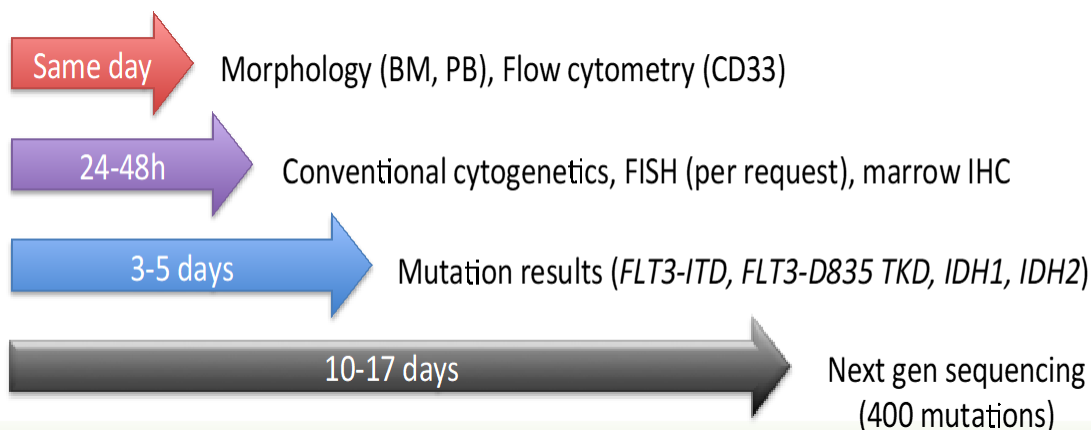 Same day
Morphology (BM, PB), Flow cytometry (CD33)
24-48h
Conventional cytogenetics, FISH (per request), marrow IHC
3-5 days
Mutation results (FLT3-ITD, FLT3-D835 TKD, IDH1, IDH2)
10-17 days
Next gen sequencing
(400 mutations)